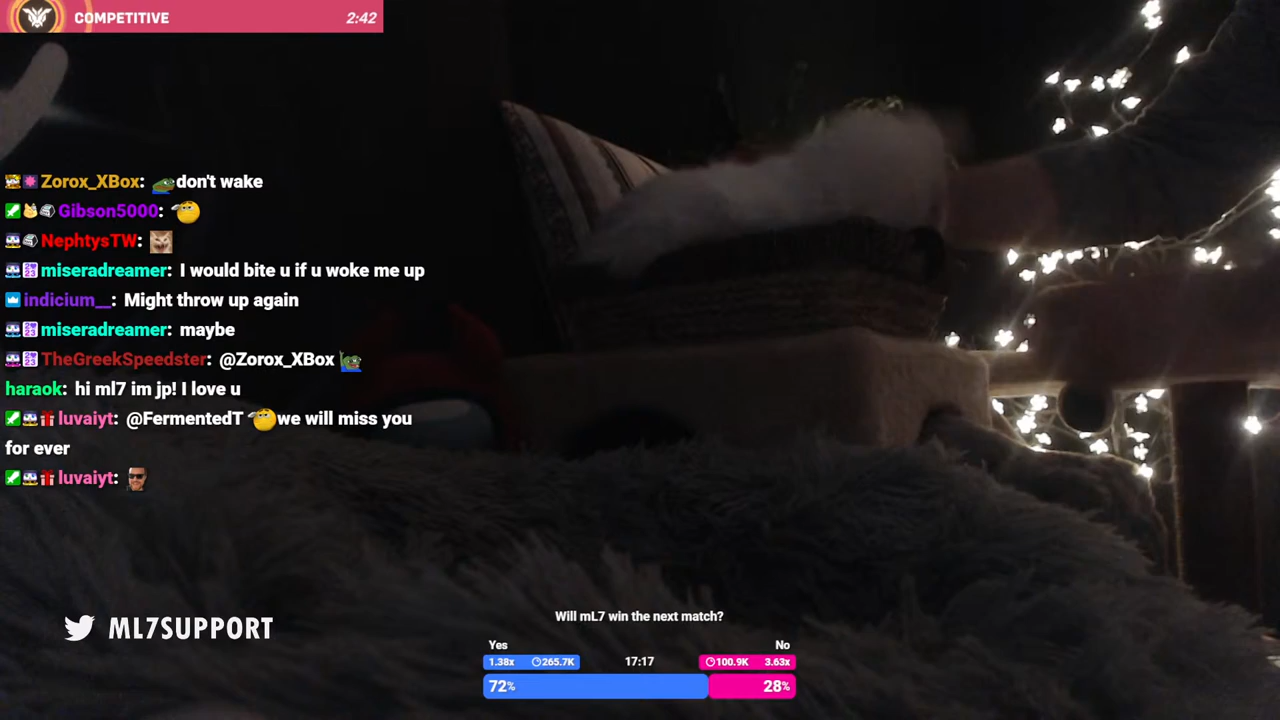 COMPETITIVE 2:42
Zorox_XBox: don't wake
Gibson5000:
NephtysTW:
miseradreamer: I would bite u if u woke me up
indicium__: Might throw up again
miseradreamer: maybe
TheGreekSpeedster: @Zorox_XBox
haraok: hi ml7 im jp! I love u
luvaiyt: @FermentedT we will miss you
for ever
luvaiyt:
ML7SUPPORT
Will mL7 win the next match?
Yes No
1.38x 265.7K 17:17 100.9K 3.63x
72% 28%